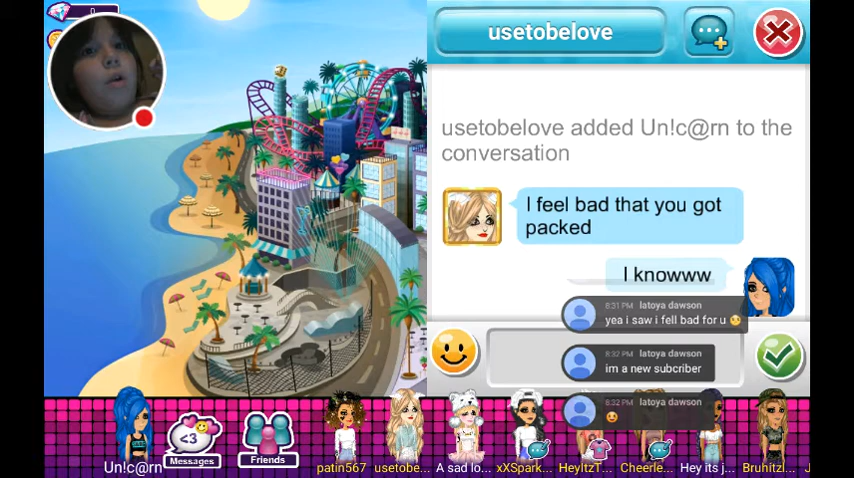 usetobelove
usetobelove added Un!c@rn to the
conversation
I feel bad that you got
packed
I knowww
8:31 PM latoya dawson
yea i saw i fell bad for u
8:32 PM latoya dawson
im a new subcriber
8:32 PM latoya dawson
<3
Messages
Friends
Un!c@rn
patin567
usetobe...
A sad lo...
xXSpark...
HeyItzT...
Cheerle...
Hey its j...
Bruhitzl...